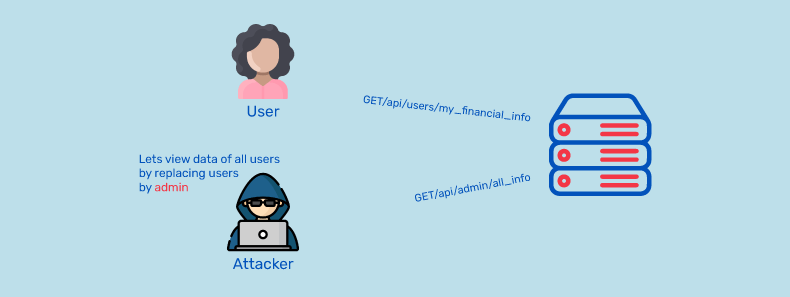 User
GET/api/users/my_financial_info
Lets view data of all users
by replacing users
by admin
GET/api/admin/all_info
Attacker